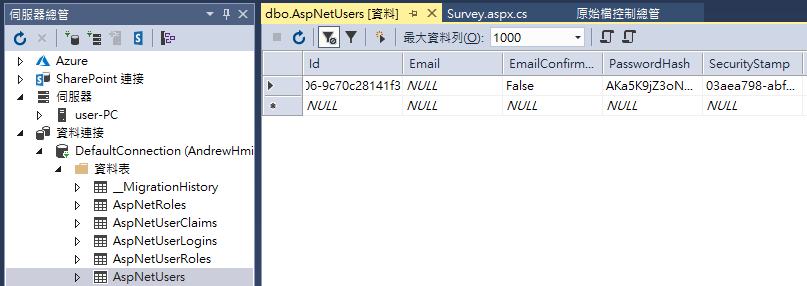 伺服器總管
Azure
SharePoint 連接
伺服器
user-PC
資料連接
DefaultConnection (AndrewHmi
資料表
__MigrationHistory
AspNetRoles
AspNetUserClaims
AspNetUserLogins
AspNetUserRoles
AspNetUsers
dbo.AspNetUsers [資料]
Survey.aspx.cs
原始檔控制總管
最大資料列(O): 1000
Id Email EmailConfirm... PasswordHash SecurityStamp
06-9c70c28141f3 NULL False AKa5K9jZ3oN... 03aea798-abf...
NULL NULL NULL NULL NULL